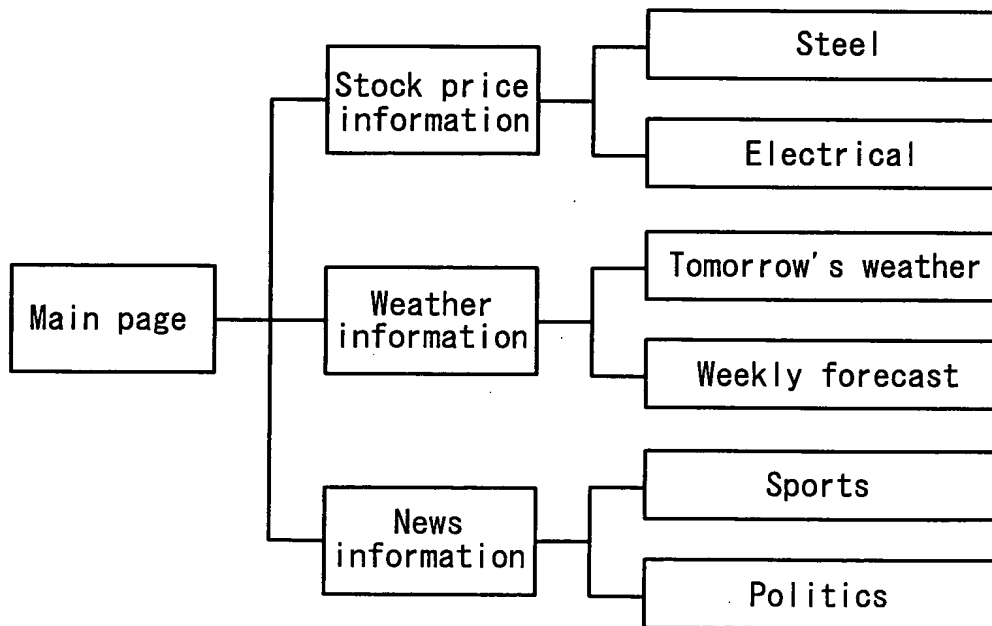 Main page
Stock price
information
Steel
Electrical
Weather
information
Tomorrow's weather
Weekly forecast
News
information
Sports
Politics